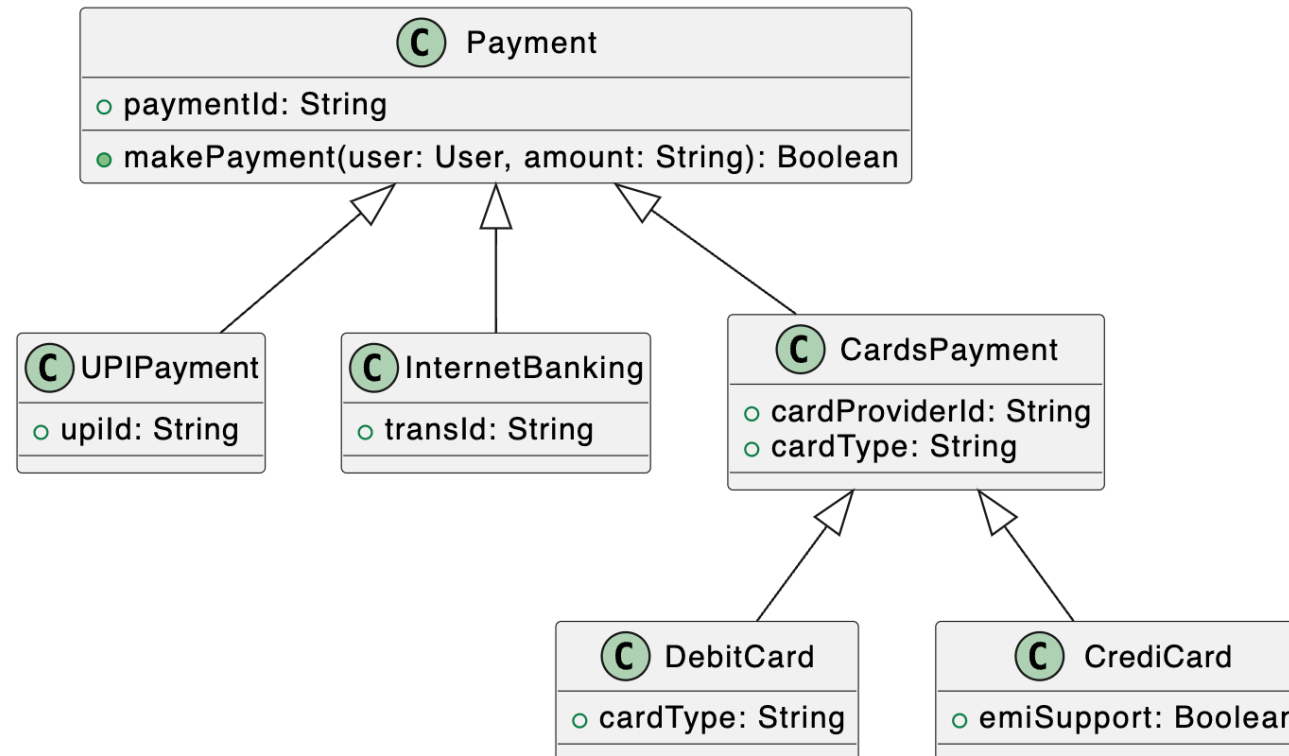 C Payment
paymentId: String
makePayment(user: User, amount: String): Boolean
C UPIPayment
upiId: String
C InternetBanking
transId: String
C CardsPayment
cardProviderId: String
cardType: String
C DebitCard
cardType: String
C CrediCard
emiSupport: Boolean